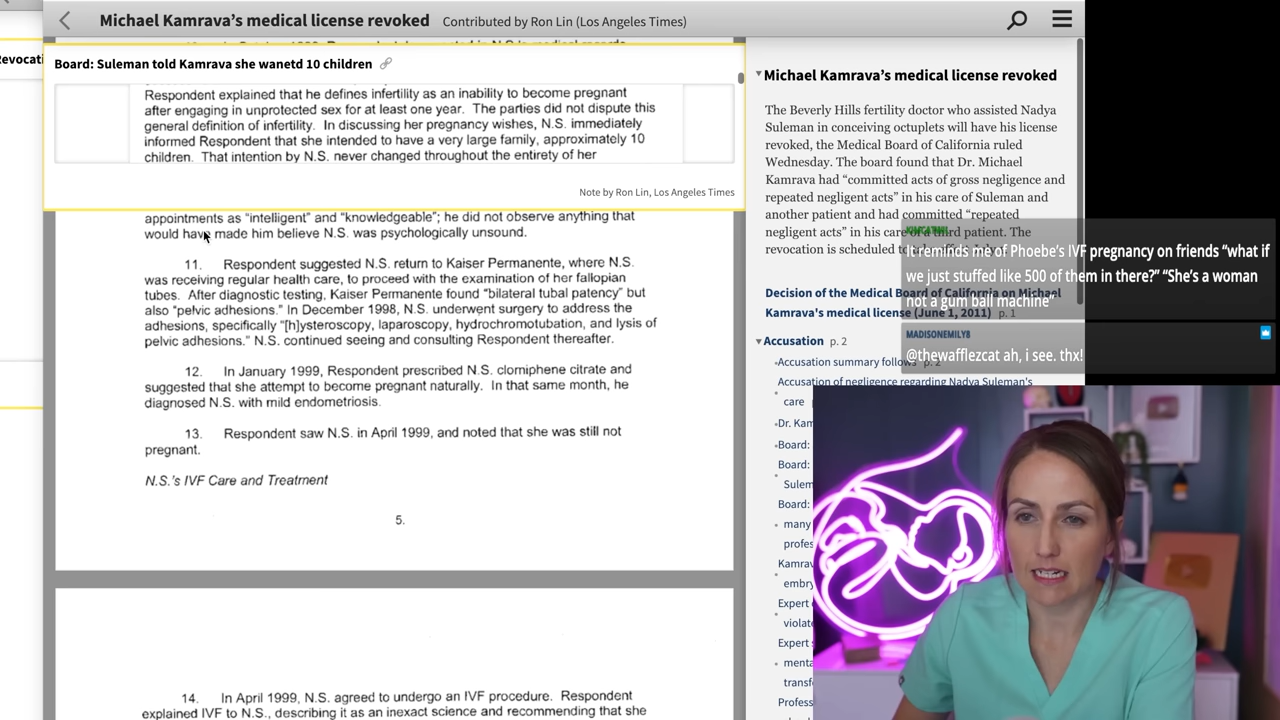 Michael Kamrava's medical license revoked Contributed by Ron Lin (Los Angeles Times)
Revocati
Board: Suleman told Kamrava she wanetd 10 children
Respondent explained that he defines infertility as an inability to become pregnant
after engaging in unprotected sex for at least one year. The parties did not dispute this
general definition of infertility. In discussing her pregnancy wishes, N.S. immediately
informed Respondent that she intended to have a very large family, approximately 10
children. That intention by N.S. never changed throughout the entirety of her
Note by Ron Lin, Los Angeles Times
appointments as "intelligent" and "knowledgeable"; he did not observe anything that
would have made him believe N.S. was psychologically unsound.
11. Respondent suggested N.S. return to Kaiser Permanente, where N.S.
was receiving regular health care, to proceed with the examination of her fallopian
tubes. After diagnostic testing, Kaiser Permanente found "bilateral tubal patency" but
also "pelvic adhesions." In December 1998, N.S. underwent surgery to address the
adhesions, specifically "[h]ysteroscopy, laparoscopy, hydrochromotubation, and lysis of
pelvic adhesions." N.S. continued seeing and consulting Respondent thereafter.
12. In January 1999, Respondent prescribed N.S. clomiphene citrate and
suggested that she attempt to become pregnant naturally. In that same month, he
diagnosed N.S. with mild endometriosis.
13. Respondent saw N.S. in April 1999, and noted that she was still not
pregnant.
N.S.'s IVF Care and Treatment
5.
14. In April 1999, N.S. agreed to undergo an IVF procedure. Respondent
explained IVF to N.S., describing it as an inexact science and recommending that she
Michael Kamrava's medical license revoked
The Beverly Hills fertility doctor who assisted Nadya
Suleman in conceiving octuplets will have his license
revoked, the Medical Board of California ruled
Wednesday. The board found that Dr. Michael
Kamrava had "committed acts of gross negligence and
repeated negligent acts" in his care of Suleman and
another patient and had committed "repeated
negligent acts" in his care of a third patient. The
revocation is scheduled to
Decision of the Medical Board of California on Michael
Kamrava's medical license (June 1, 2011) p. 1
Accusation p. 2
Accusation summary follows p. 2
Accusation of negligence regarding Nadya Suleman's
care
Dr. Kam
Board:
Board:
Sulem
Board:
many
profes
Kamra
embry
Expert
violate
Expert
menta
transf
Profess
It reminds me of Phoebe's IVF pregnancy on friends "what if
we just stuffed like 500 of them in there?" "She's a woman
not a gum ball machine"
MADISONEMILYB
@thewafflezcat ah, i see. thx!